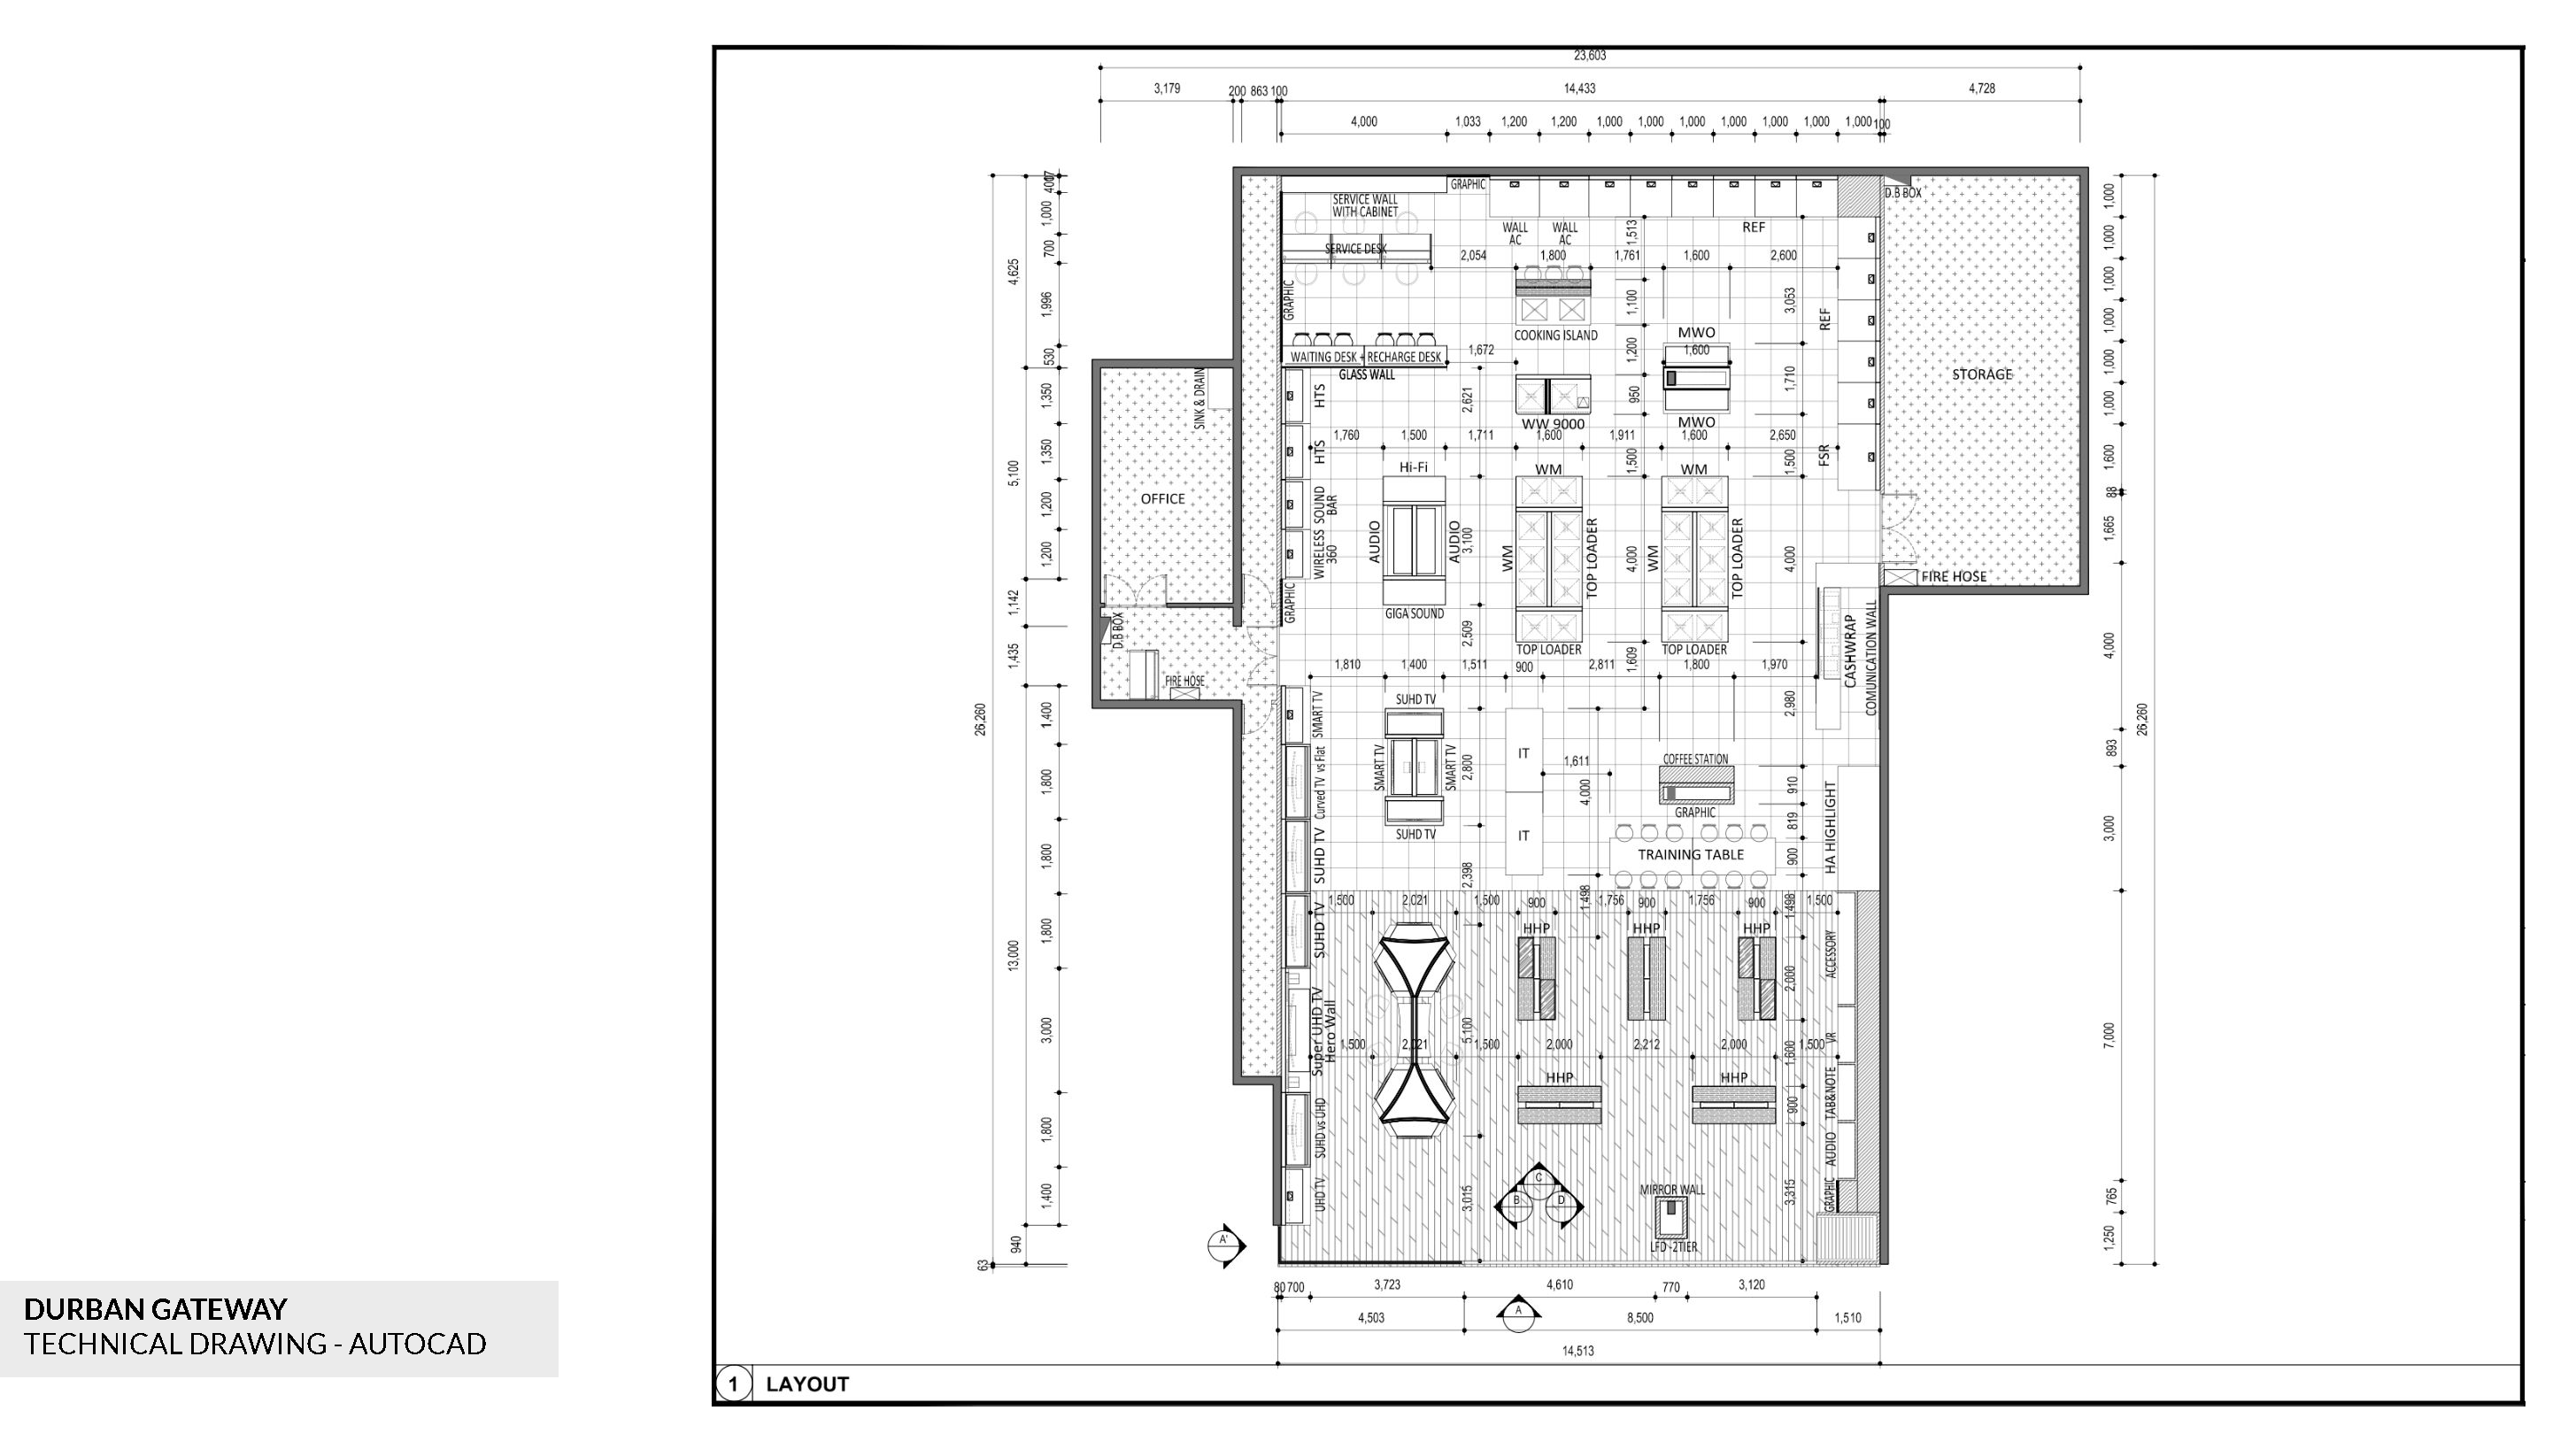 23,603
3,179
200
863
100
14,433
4,728
4,000
1,033
1,200
1,200
1,000
1,000
1,000
1,000
1,000
1,000
1,000
100
GRAPHIC
D.B BOX
SERVICE WALL
WITH CABINET
SERVICE DESK
WALL
AC
WALL
AC
REF
1,513
2,054
1,800
1,761
1,600
2,600
GRAPHIC
1,100
3,053
REF
COOKING ISLAND
MWO
WAITING DESK + RECHARGE DESK
1,672
1,200
1,600
GLASS WALL
STORAGE
HTS
2,621
950
1,710
WW 9000
MWO
1,760
1,500
1,711
1,600
1,911
1,600
2,650
HTS
1,500
1,500
FSR
Hi-Fi
WM
WM
SINK & DRAIN
OFFICE
WIRELESS SOUND
BAR
360
AUDIO
AUDIO
3,100
WM
TOP LOADER
4,000
WM
TOP LOADER
4,000
FIRE HOSE
GRAPHIC
GIGA SOUND
D.B BOX
2,509
TOP LOADER
TOP LOADER
1,609
CASHWRAP
COMUNICATION WALL
1,810
1,400
1,511
900
2,811
1,800
1,970
FIRE HOSE
SMART TV
SUHD TV
2,980
Curved TV vs Flat
SMART TV
SMART TV
2,800
IT
1,611
4,000
COFFEE STATION
910
GRAPHIC
819
HA HIGHLIGHT
SUHD TV
SUHD TV
IT
TRAINING TABLE
900
2,398
1,500
2,021
1,500
900
1,498
1,756
900
1,756
900
1,498
1,500
SUHD TV
HHP
HHP
HHP
ACCESSORY
2,000
Super UHD TV
Hero Wall
1,500
2,021
5,100
1,500
2,000
2,212
2,000
1,600
1,500
VR
HHP
HHP
TAB&NOTE
900
SUHD vs UHD
AUDIO
C
B
D
MIRROR WALL
3,315
GRAPHIC
UHD TV
3,015
LFD -2TIER
A'
1,000
700
1,996
530
1,350
1,350
1,200
1,200
1,400
1,800
1,800
1,800
3,000
1,800
1,400
4,625
5,100
1,142
1,435
13,000
940
26,260
63
1,000
1,000
1,000
1,000
1,000
1,000
1,600
88
1,665
4,000
893
3,000
7,000
765
1,250
26,260
80
700
3,723
4,610
770
3,120
A
4,503
8,500
1,510
14,513
1
LAYOUT
DURBAN GATEWAY
TECHNICAL DRAWING - AUTOCAD